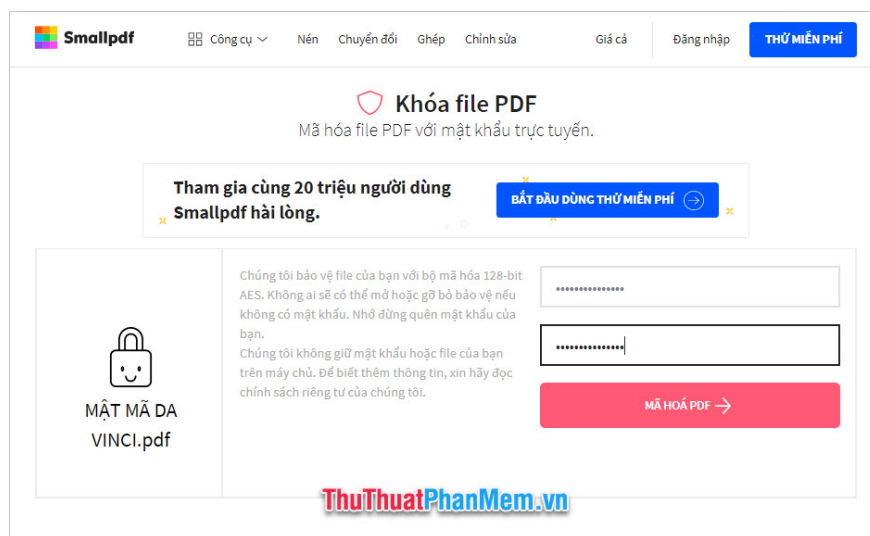 Smallpdf Công cụ Nén Chuyển đổi Ghép Chỉnh sửa Giá cả Đăng nhập THỬ MIỄN PHÍ
Khóa file PDF
Mã hóa file PDF với mật khẩu trực tuyến.
Tham gia cùng 20 triệu người dùng
Smallpdf hài lòng.
BẮT ĐẦU DÙNG THỬ MIỄN PHÍ
Chúng tôi bảo vệ file của bạn với bộ mã hóa 128-bit
AES. Không ai sẽ có thể mở hoặc gỡ bỏ bảo vệ nếu
không có mật khẩu. Nhớ đừng quên mật khẩu của
bạn.
Chúng tôi không giữ mật khẩu hoặc file của bạn
trên máy chủ. Để biết thêm thông tin, xin hãy đọc
chính sách riêng tư của chúng tôi.
MẬT MÃ DA
VINCI.pdf
•••••••••••••••
•••••••••••••••
MÃ HOÁ PDF
ThuThuatPhanMem.vn